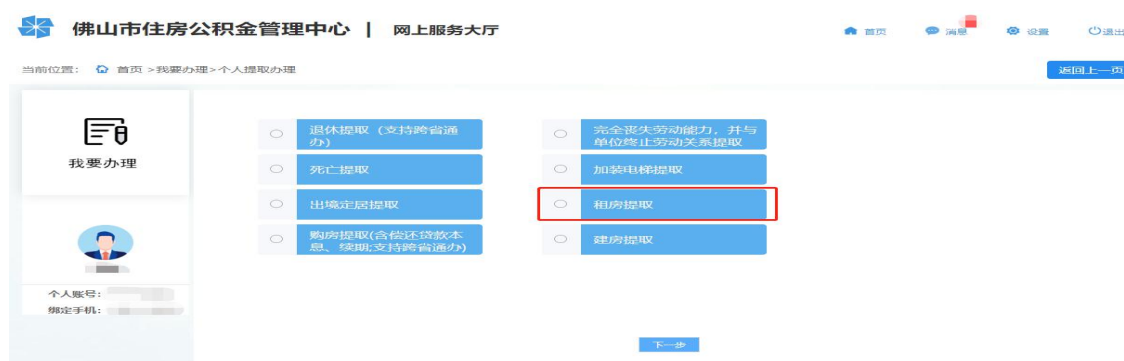 佛山市住房公积金管理中心 | 网上服务大厅
首页 消息 设置 退出
当前位置： 首页 >我要办理>个人提取办理
返回上一页
我要办理
退休提取（支持跨省通办）
完全丧失劳动能力，并与单位终止劳动关系提取
死亡提取
加装电梯提取
出境定居提取
租房提取
购房提取(含偿还贷款本息、续期;支持跨省通办)
建房提取
个人账号：
绑定手机：
下一步